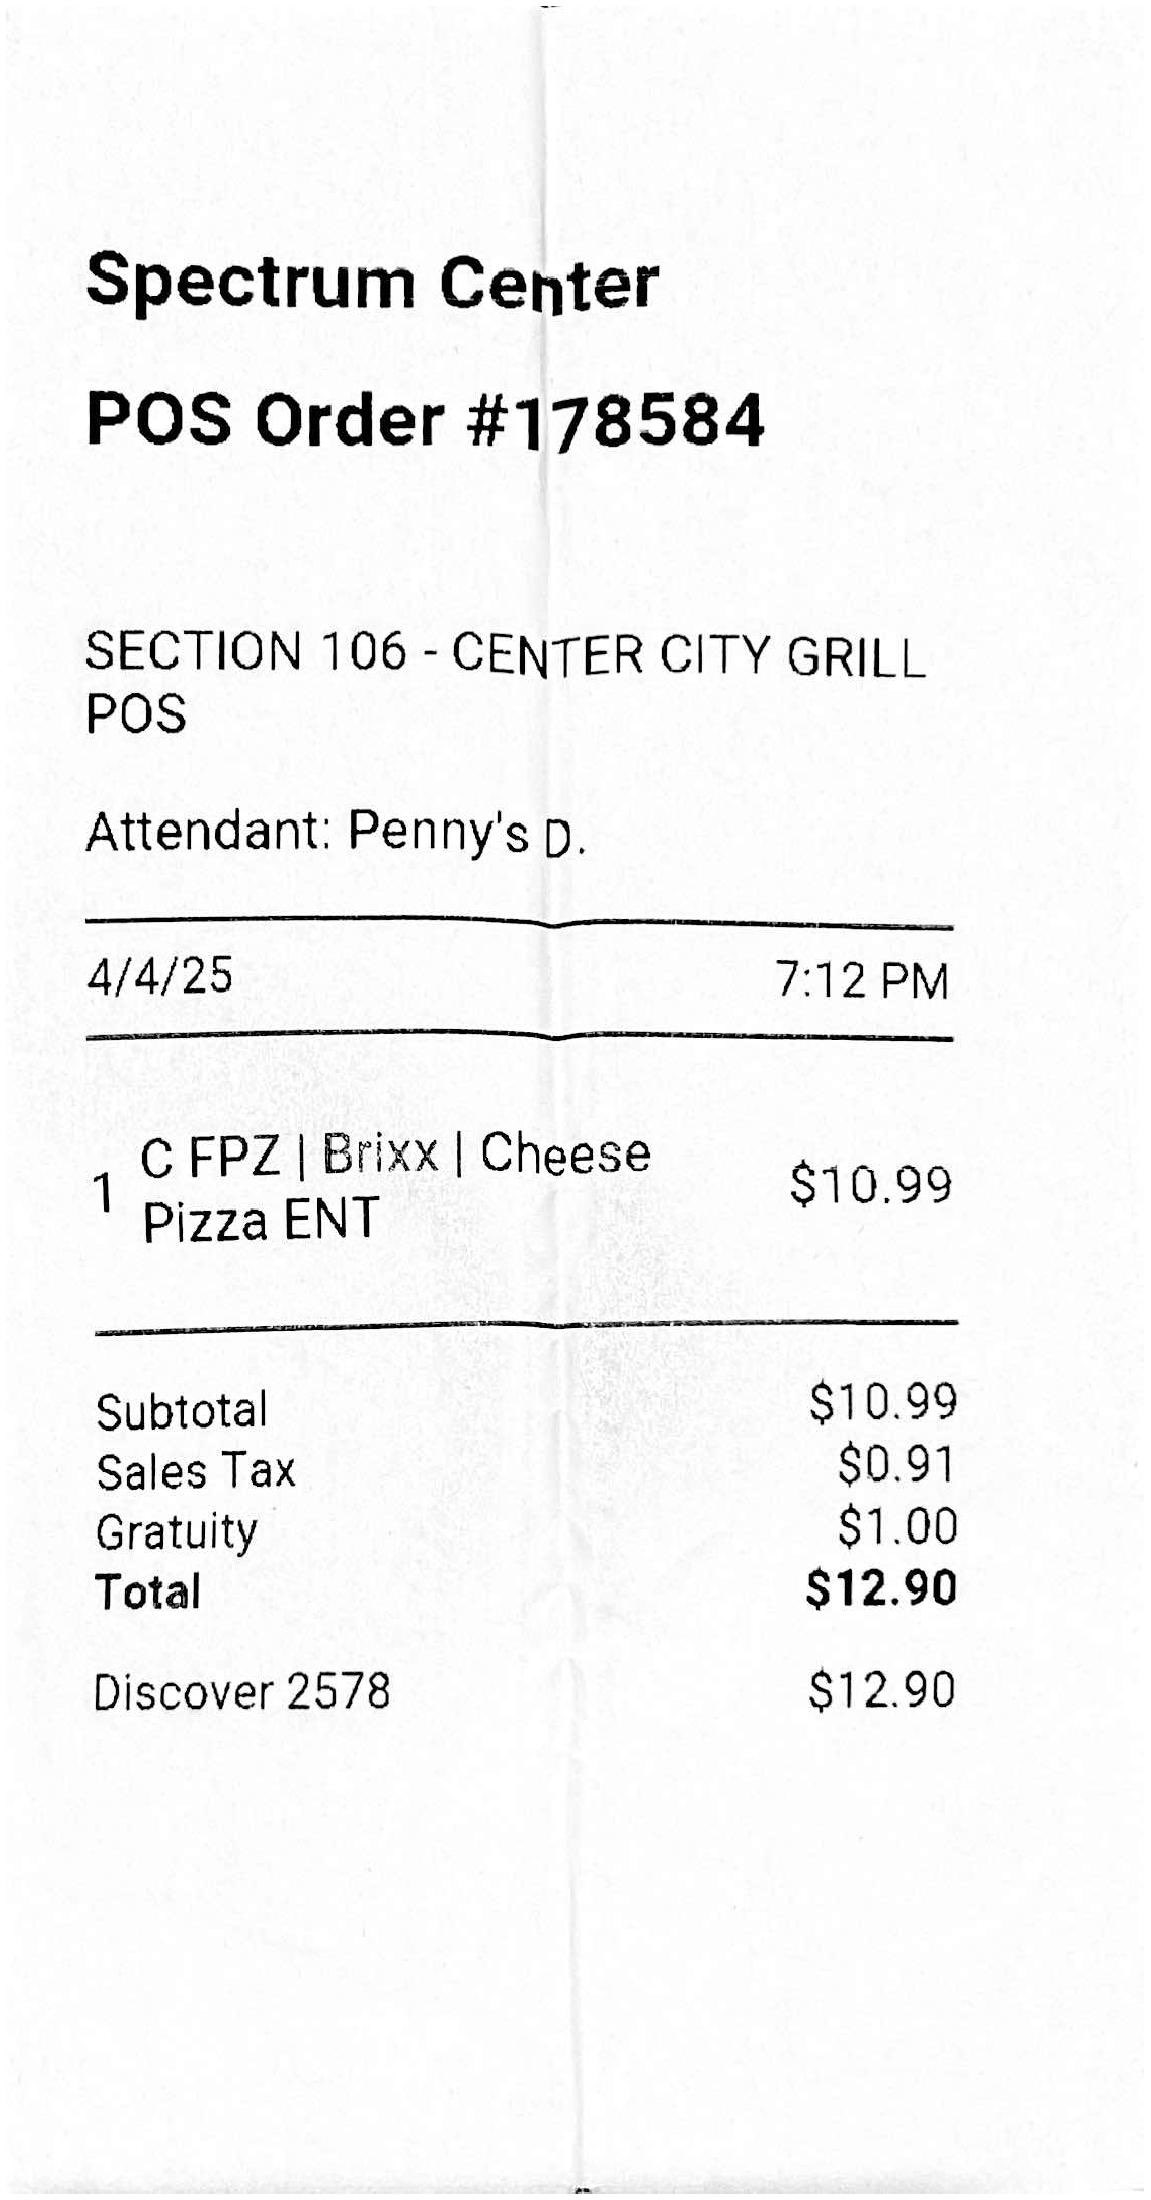 Spectrum Center
POS Order #178584
SECTION 106 - CENTER CITY GRILL
POS
Attendant: Penny's D.
4/4/25 7:12 PM
1 C FPZ | Brixx | Cheese
Pizza ENT $10.99
Subtotal $10.99
Sales Tax $0.91
Gratuity $1.00
Total $12.90
Discover 2578 $12.90